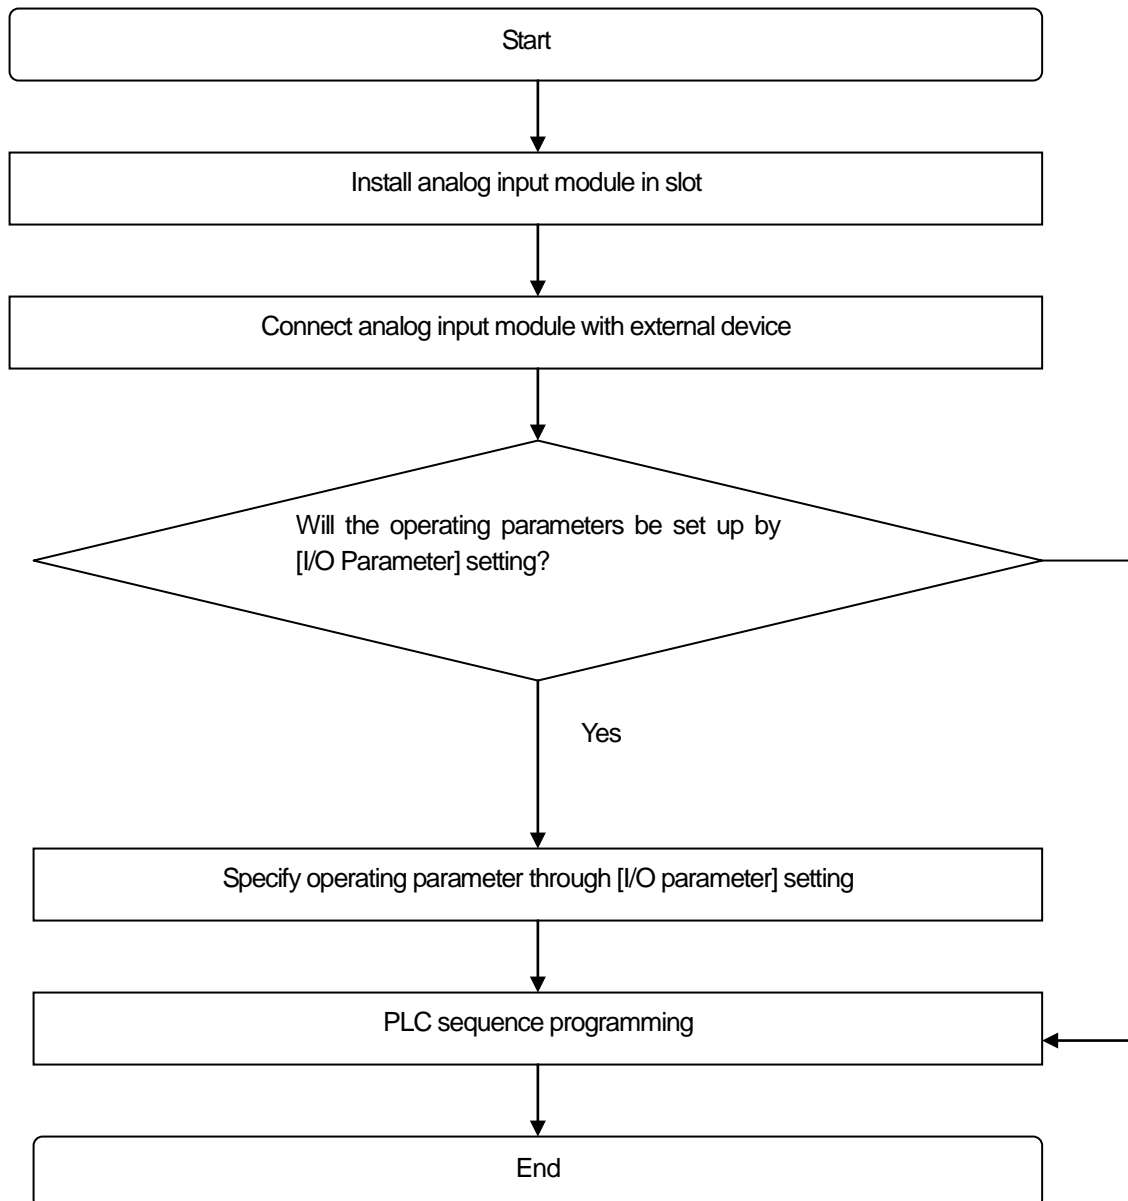 Start
Install analog input module in slot
Connect analog input module with external device
Will the operating parameters be set up by
[I/O Parameter] setting?
Yes
Specify operating parameter through [I/O parameter] setting
PLC sequence programming
End